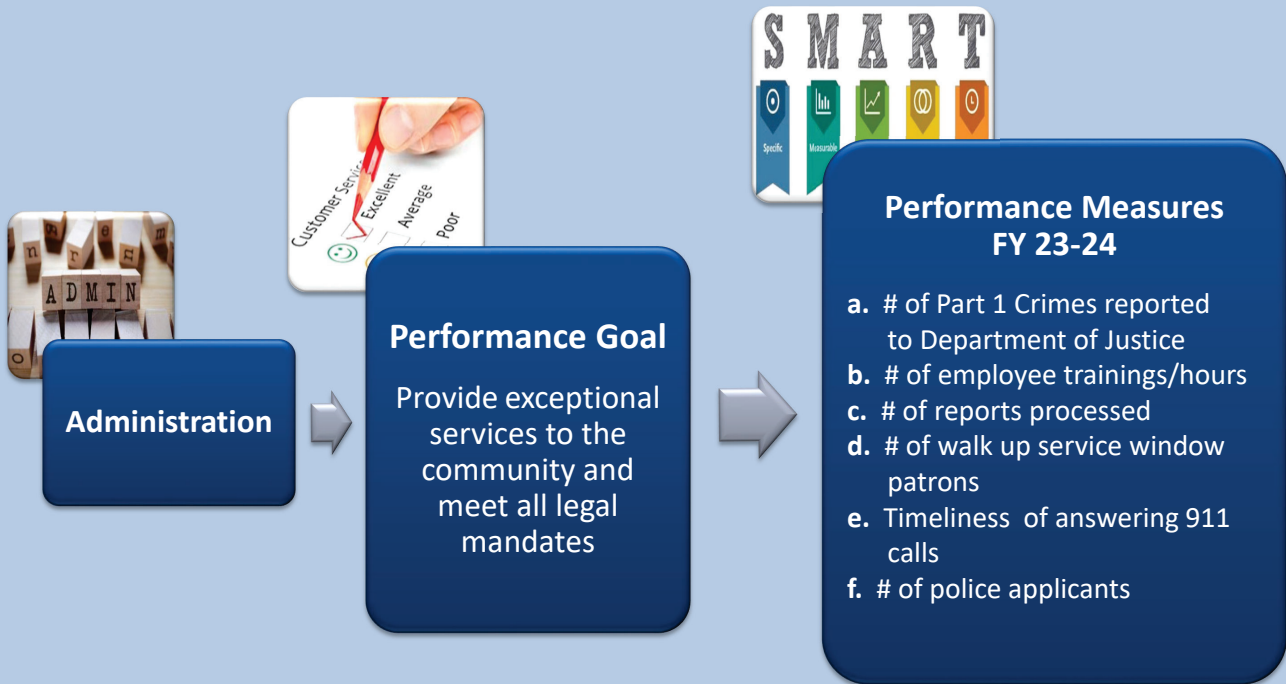 S M A R T
Specific
Measurable
Customer Service
Excellent
Average
Poor
n r e m
A D M I N
O
Administration
Performance Goal
Provide exceptional
services to the
community and
meet all legal
mandates
Performance Measures
FY 23-24
a. # of Part 1 Crimes reported
to Department of Justice
b. # of employee trainings/hours
c. # of reports processed
d. # of walk up service window
patrons
e. Timeliness of answering 911
calls
f. # of police applicants